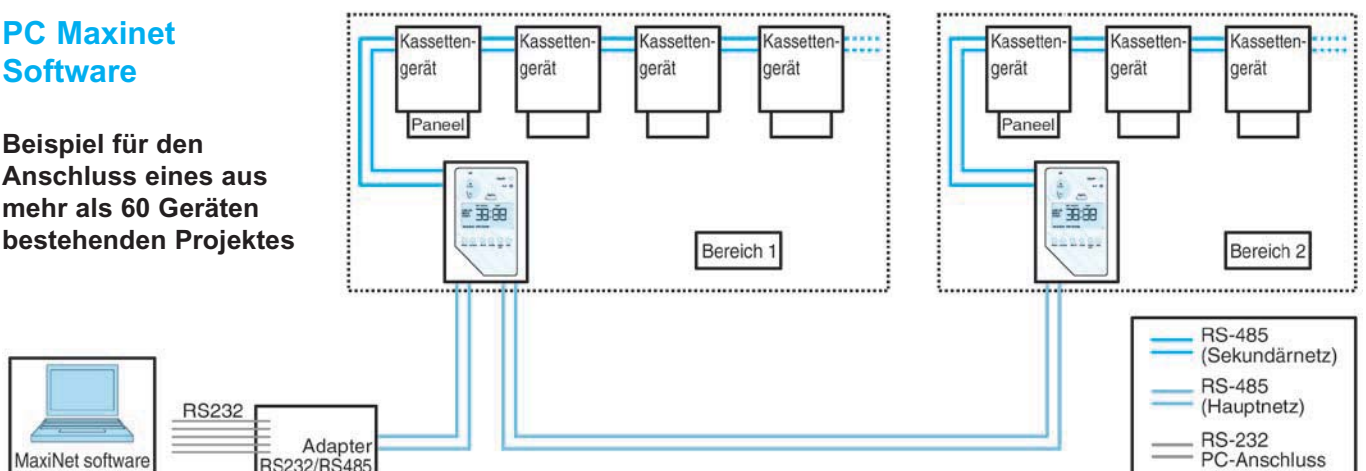 PC Maxinet
Software
Beispiel für den
Anschluss eines aus
mehr als 60 Geräten
bestehenden Projektes
Kassetten-
gerät
Paneel
Kassetten-
gerät
Kassetten-
gerät
Kassetten-
gerät
Bereich 1
Kassetten-
gerät
Paneel
Kassetten-
gerät
Kassetten-
gerät
Bereich 2
MaxiNet software
RS232
Adapter
RS232/RS485
RS-485
(Sekundärnetz)
RS-485
(Hauptnetz)
RS-232
PC-Anschluss